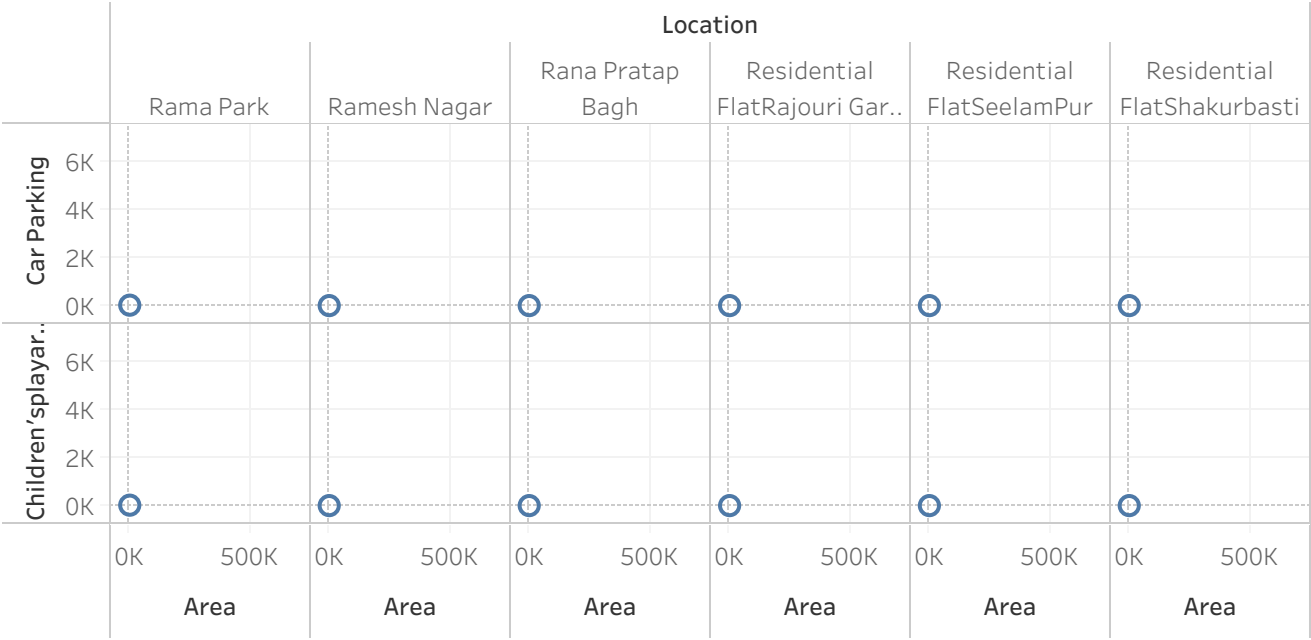 Location
Rama Park
Ramesh Nagar
Rana Pratap
Bagh
Residential
FlatRajouri Gar..
Residential
FlatSeelamPur
Residential
FlatShakurbasti
Car Parking
6K
4K
2K
0K
Children'splayar..
6K
4K
2K
0K
0K 500K 0K 500K 0K 500K 0K 500K 0K 500K 0K 500K
Area Area Area Area Area Area